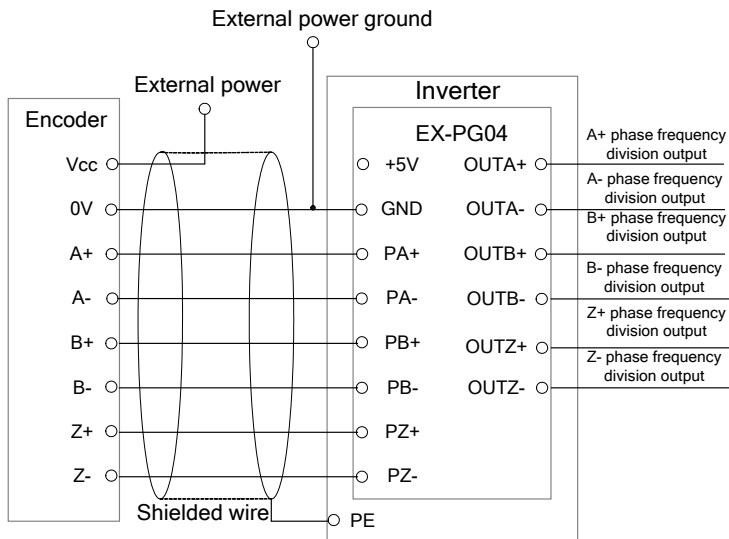 External power ground
External power
Inverter
Encoder
EX-PG04
Vcc
+5V
OUTA+
A+ phase frequency
division output
0V
GND
OUTA-
A- phase frequency
division output
A+
PA+
OUTB+
B+ phase frequency
division output
A-
PA-
OUTB-
B- phase frequency
division output
B+
PB+
OUTZ+
Z+ phase frequency
division output
B-
PB-
OUTZ-
Z- phase frequency
division output
Z+
PZ+
Z-
PZ-
Shielded wire
PE